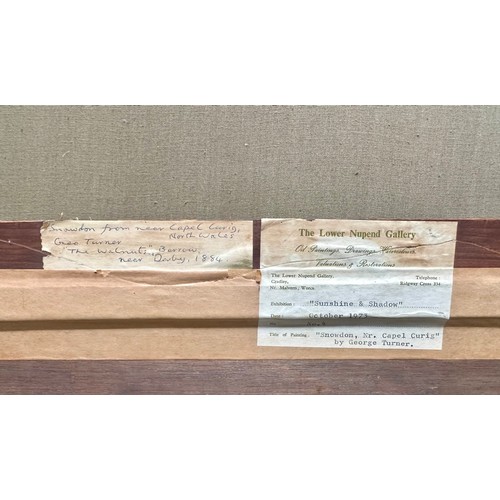 Snowdon from near Capel Curig,
North Wales
Geo Turner
"The Walnuts", Barrow,
near Derby, 1884
The Lower Nupend Gallery
Oil Paintings, Drawings, Watercolours
Valuations & Restorations
The Lower Nupend Gallery, Telephone:
Cradley, Ridgway Cross 334
Nr. Malvern, Worcs.
Exhibition: "Sunshine & Shadow"
Date: October 1973
Title of Painting: "Snowdon, Nr. Capel Curig"
by George Turner.